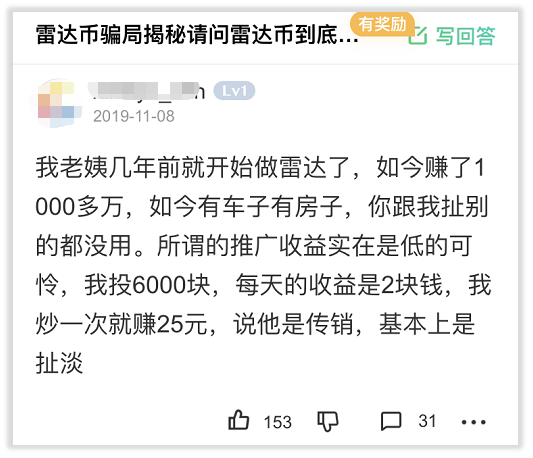 雷达币骗局揭秘请问雷达币到底…
有奖励
写回答
Lv1
2019-11-08
我老姨几年前就开始做雷达了，如今赚了1
000多万，如今有车子有房子，你跟我扯别
的都没用。所谓的推广收益实在是低的可
怜，我投6000块，每天的收益是2块钱，我
炒一次就赚25元，说他是传销，基本上是
扯淡
153
31